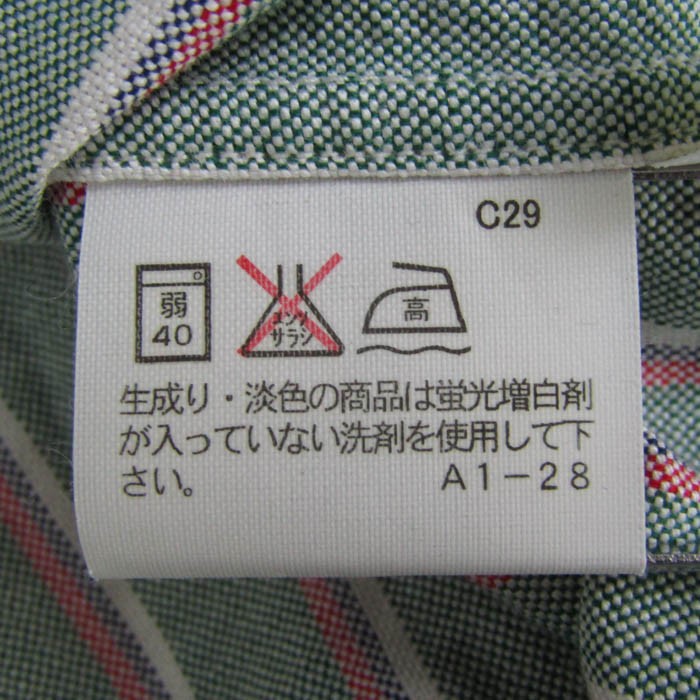 C29
弱 40
エンソ サラシ
高
生成り・淡色の商品は蛍光増白剤
が入っていない洗剤を使用して下
さい。 A1-28